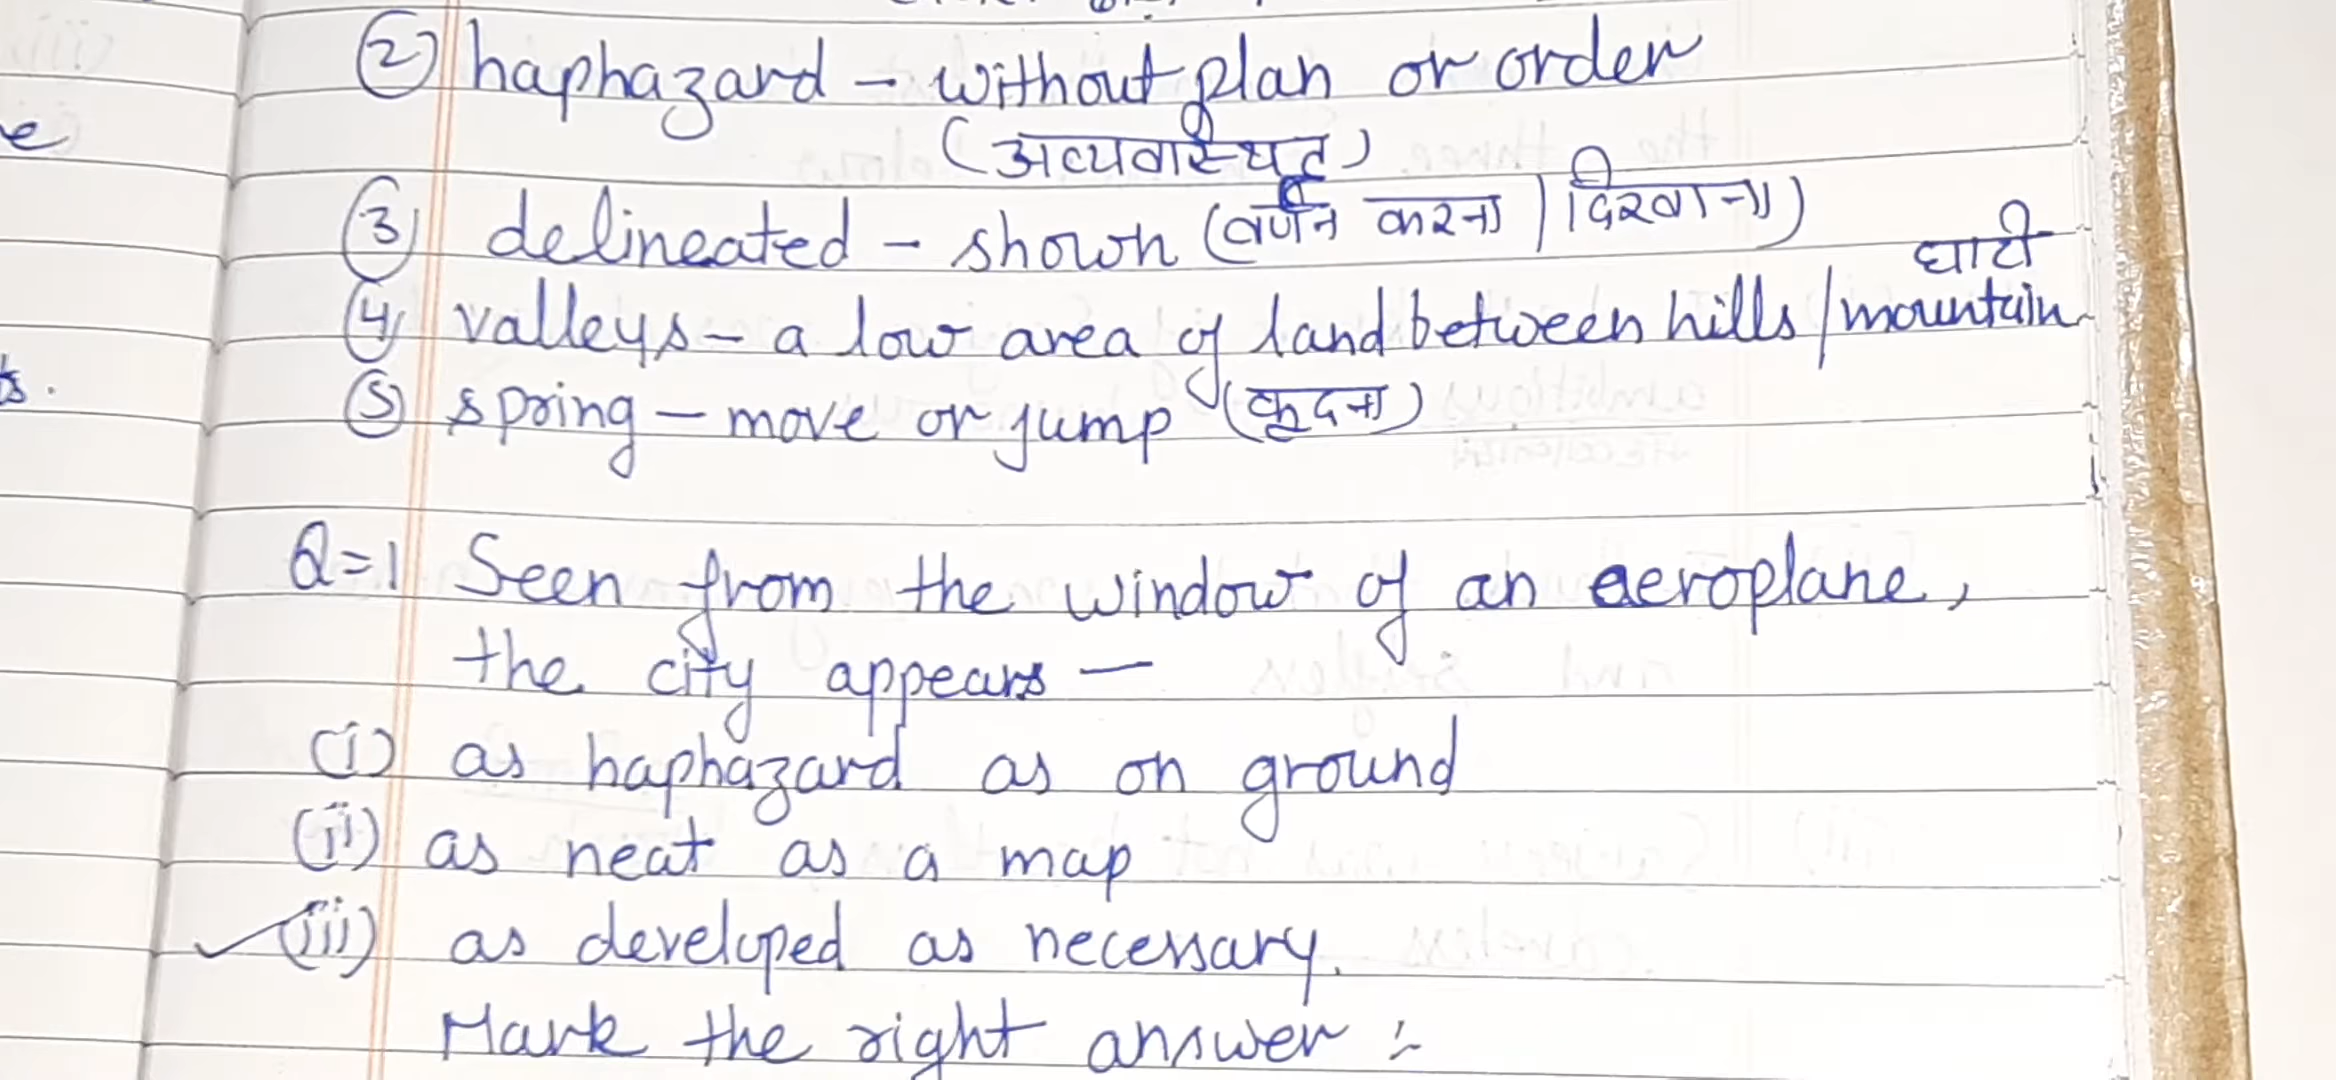 ② haphazard - without plan or order
(अव्यवस्थित)
③ delineated - shown (वर्णन करना / दिखाना)
घाटी
④ valleys - a low area of land between hills/mountain
⑤ spring - move or jump (कूदना)
Q=1 Seen from the window of an aeroplane,
the city appears -
(i) as haphazard as on ground
(ii) as neat as a map
✓(iii) as developed as necessary.
Mark the right answer :-